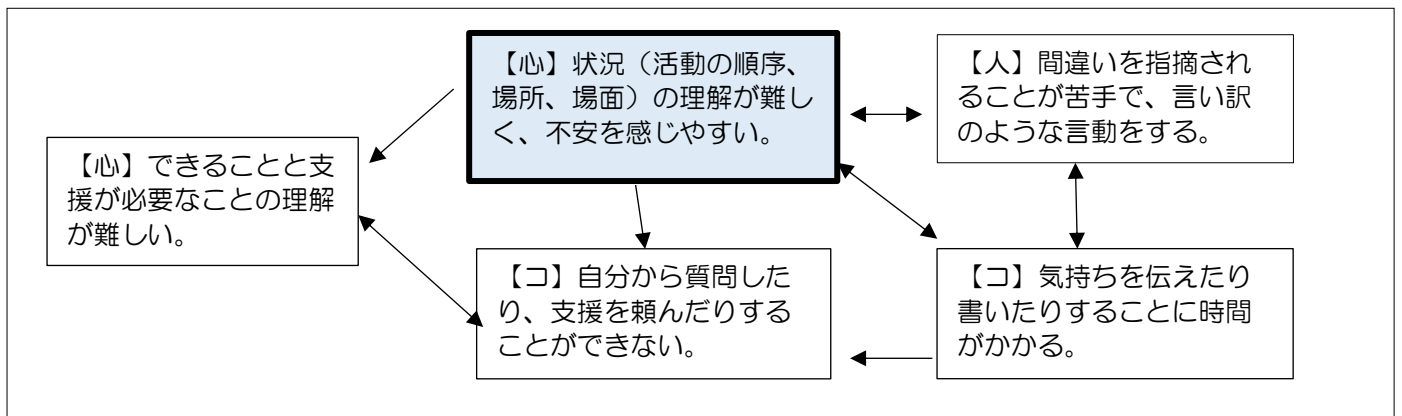 【心】状況（活動の順序、
場所、場面）の理解が難し
く、不安を感じやすい。
【人】間違いを指摘され
ることが苦手で、言い訳
のような言動をする。
【心】できることと支
援が必要なことの理解
が難しい。
【コ】自分から質問した
り、支援を頼んだりする
ことができない。
【コ】気持ちを伝えたり
書いたりすることに時間
がかかる。